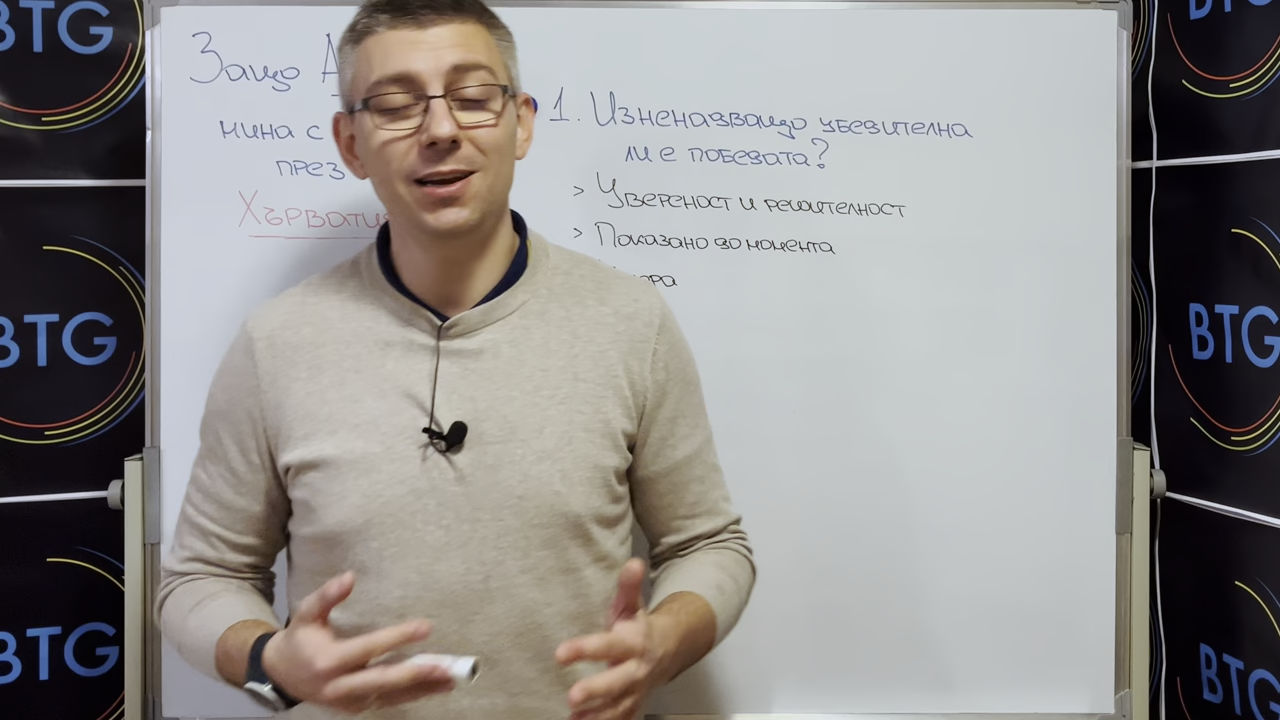 Защо
мина с
през
Хърватия
1. Изненадващо убедителна
ли е победата?
> Увереност и решителност
> Показано до момента
BTG
BTG
BTG
BTG
BTG
BTG